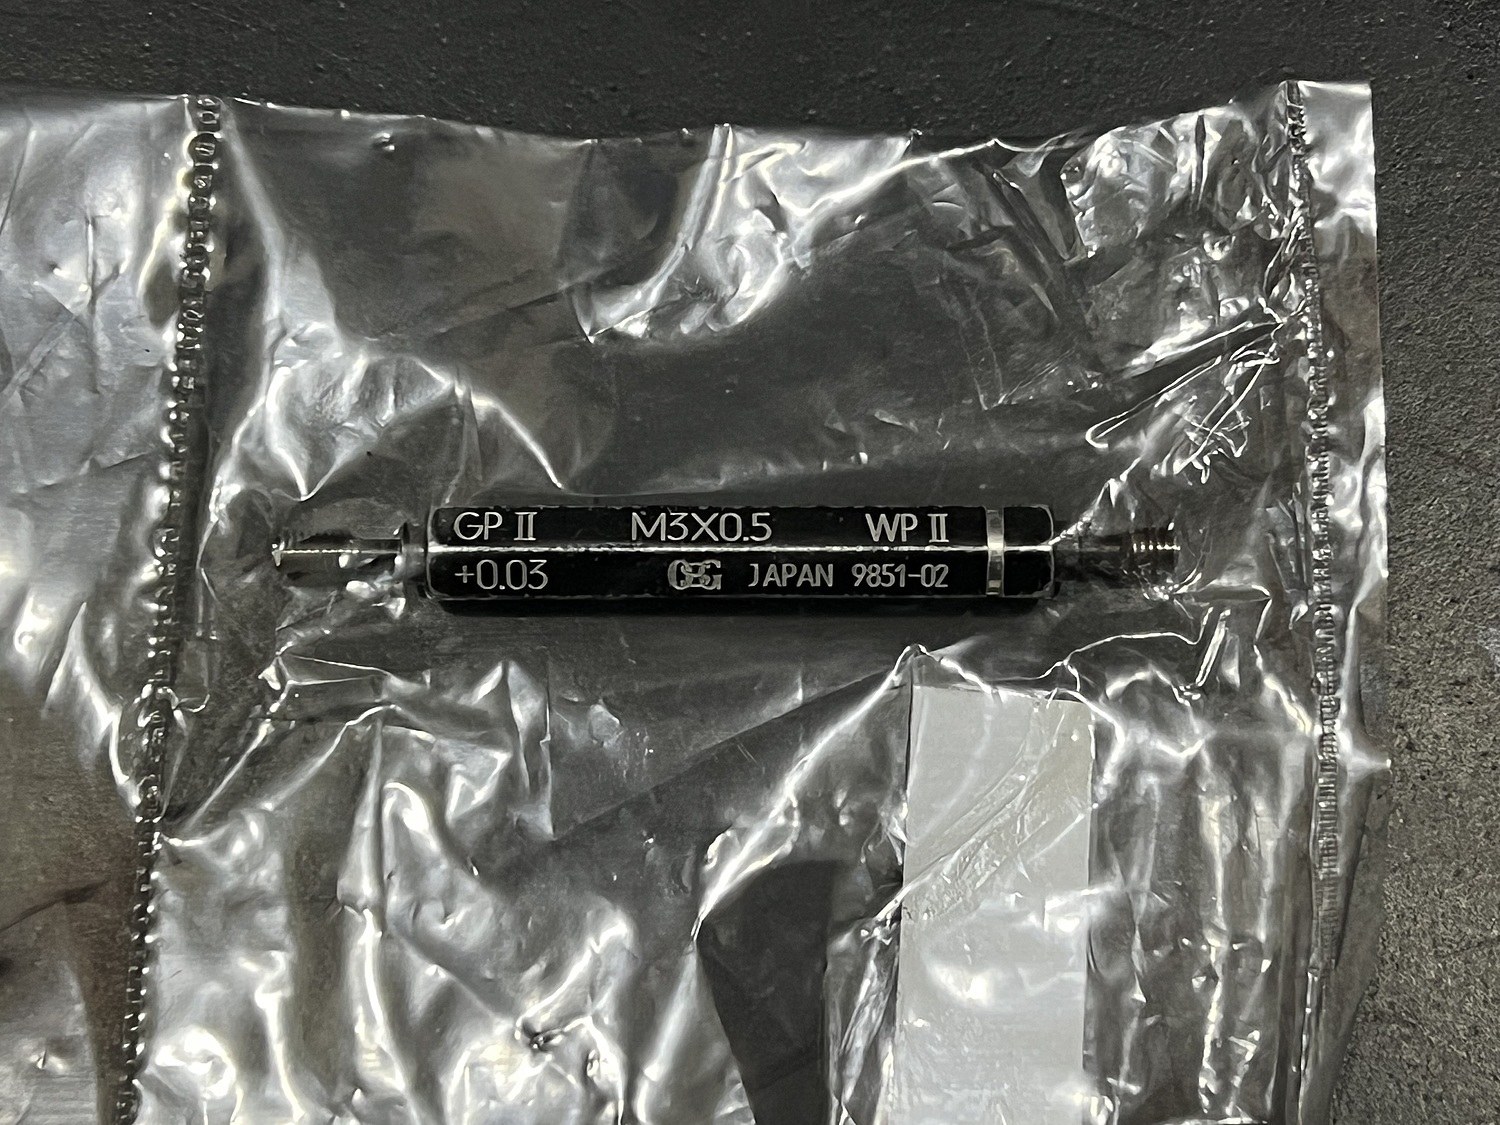 GP II M3X0.5 WP II
+0.03 OSG JAPAN 9851-02